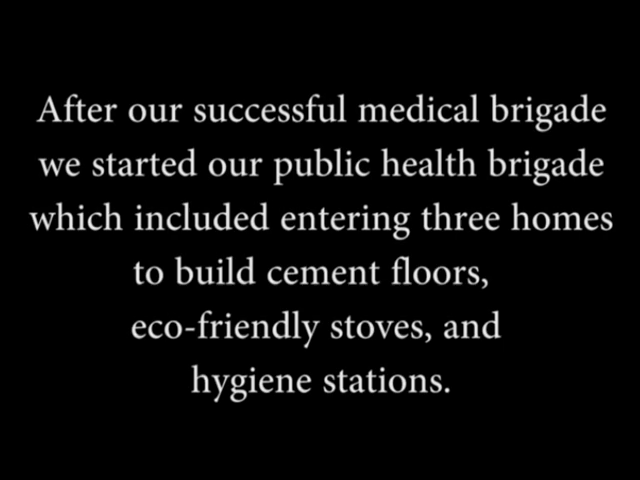 After our successful medical brigade
we started our public health brigade
which included entering three homes
to build cement floors,
eco-friendly stoves, and
hygiene stations.